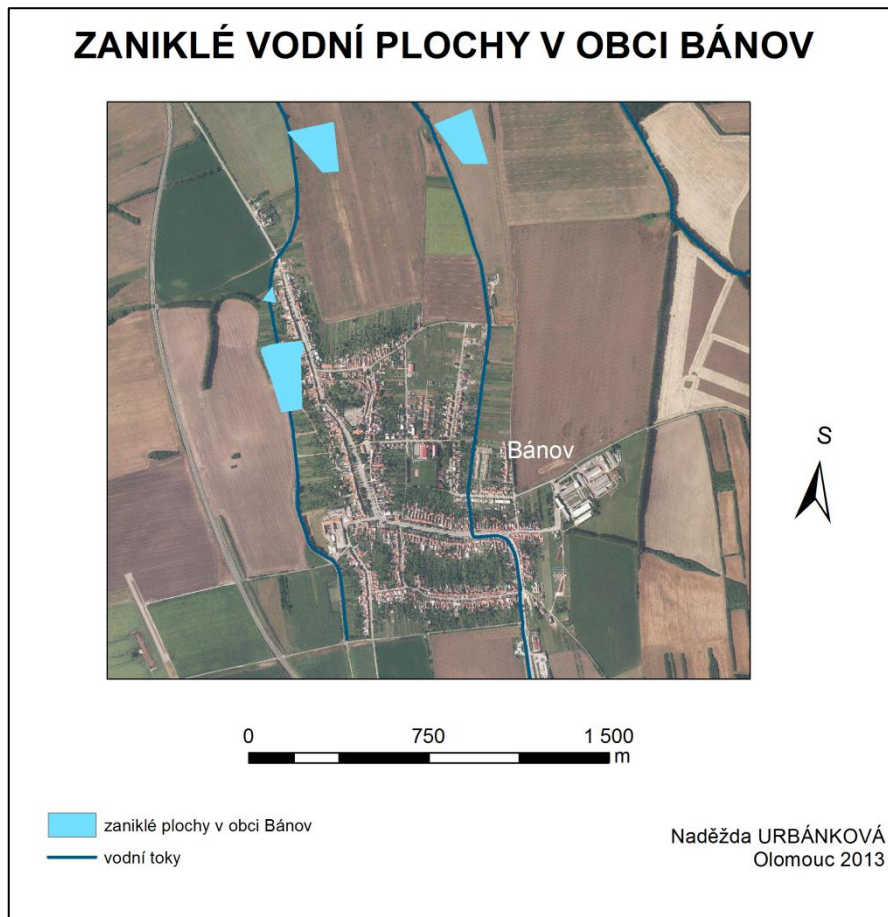 ZANIKLÉ VODNÍ PLOCHY V OBCI BÁNOV
Bánov
S
0 750 1 500
m
zaniklé plochy v obci Bánov
vodní toky
Naděžda URBÁNKOVÁ
Olomouc 2013